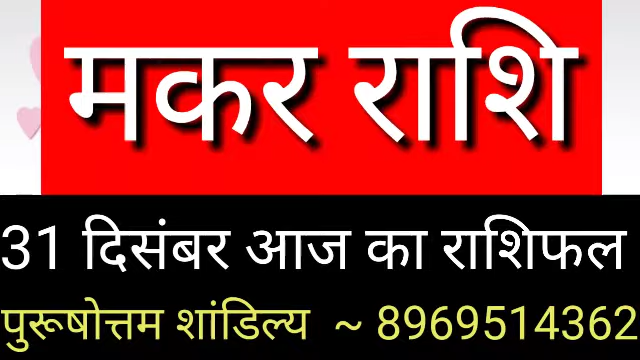 मकर राशि
31 दिसंबर आज का राशिफल
पुरूषोत्तम शांडिल्य ~ 8969514362